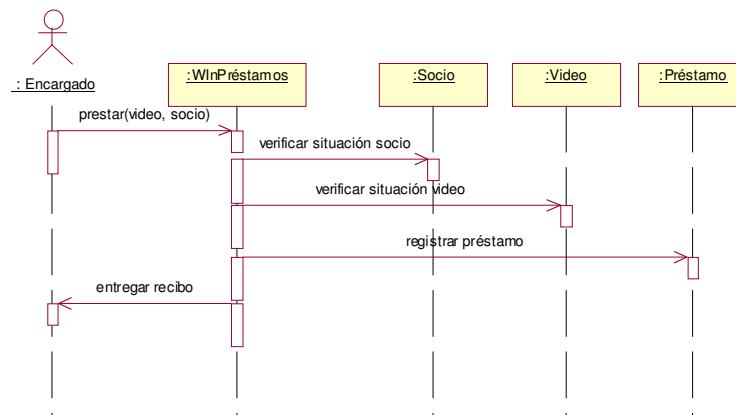 : Encargado
:WInPréstamos
:Socio
:Video
:Préstamo
prestar(video, socio)
verificar situación socio
verificar situación video
registrar préstamo
entregar recibo